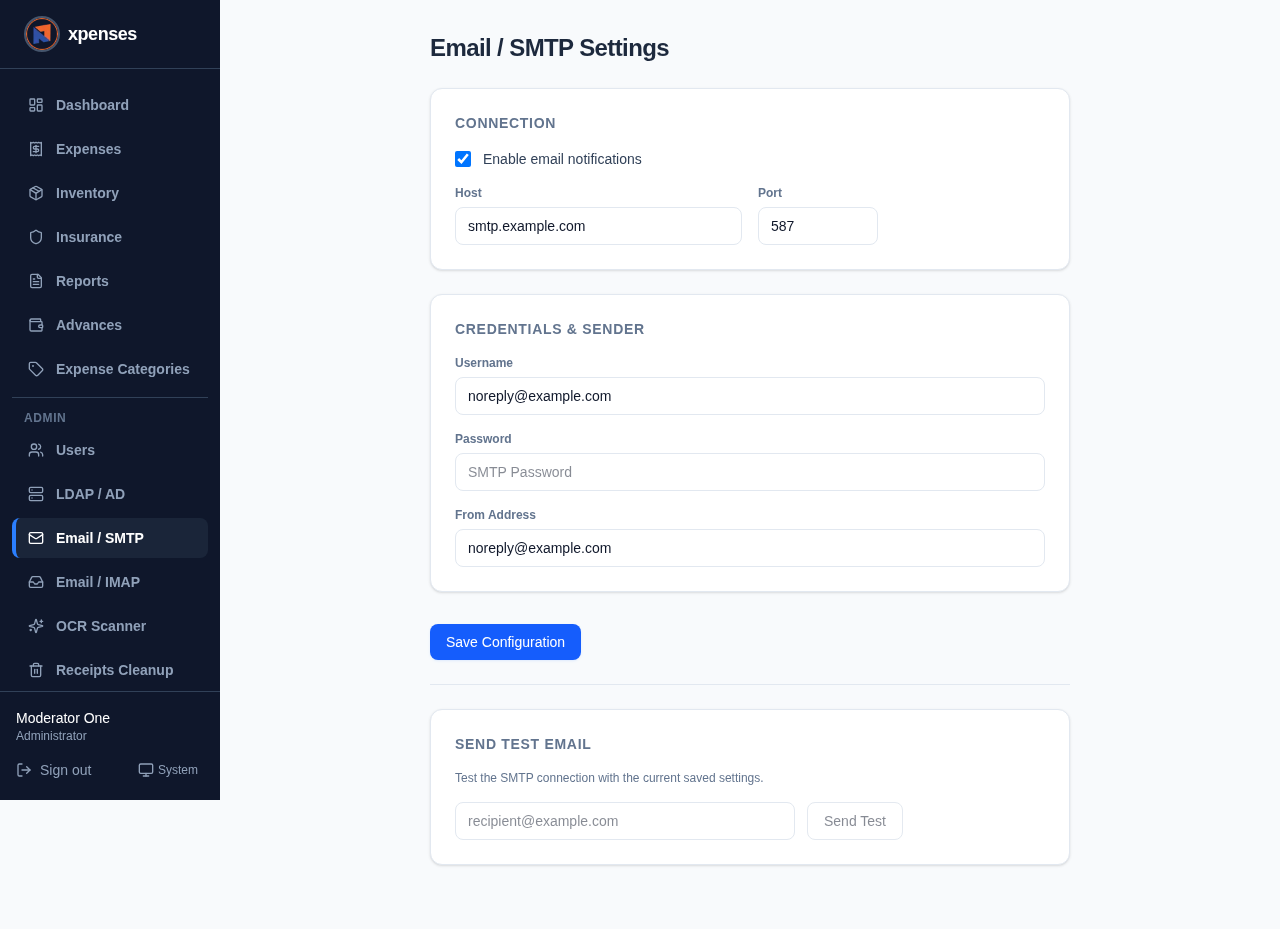 xpenses
Dashboard
Expenses
Inventory
Insurance
Reports
Advances
Expense Categories
ADMIN
Users
LDAP / AD
Email / SMTP
Email / IMAP
OCR Scanner
Receipts Cleanup
Moderator One
Administrator
Sign out
System
Email / SMTP Settings
CONNECTION
Enable email notifications
Host
Port
smtp.example.com
587
CREDENTIALS & SENDER
Username
noreply@example.com
Password
SMTP Password
From Address
noreply@example.com
Save Configuration
SEND TEST EMAIL
Test the SMTP connection with the current saved settings.
recipient@example.com
Send Test